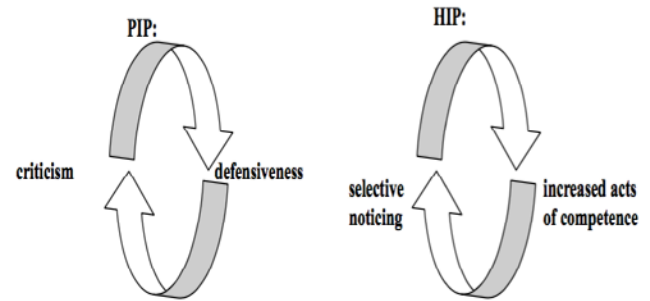 PIP:
criticism
defensiveness
HIP:
selective
noticing
increased acts
of competence